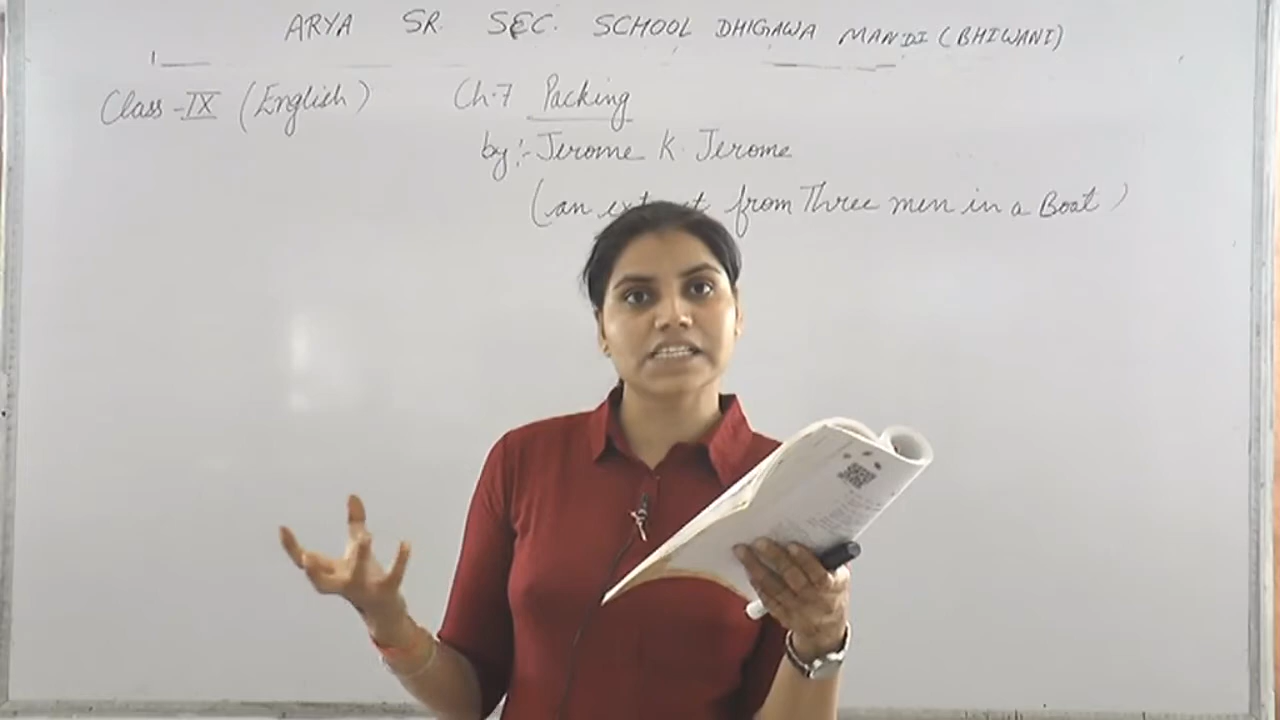 ARYA SR. SEC. SCHOOL DHIGAWA MANDI (BHIWANI)
Class - IX (English) Ch.7 Packing
by:- Jerome K. Jerome
(an extract from Three men in a Boat)